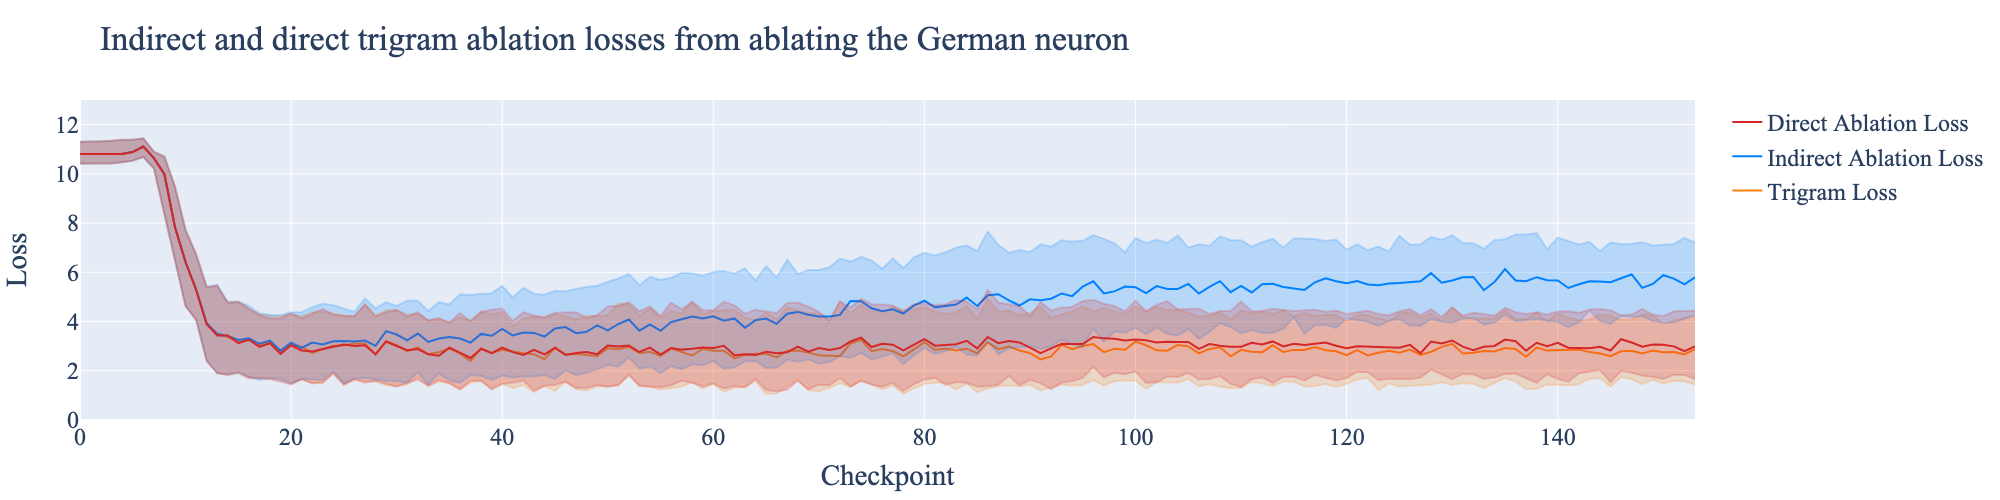 Indirect and direct trigram ablation losses from ablating the German neuron
Direct Ablation Loss
Indirect Ablation Loss
Trigram Loss
Loss
12
10
8
6
4
2
0
0 20 40 60 80 100 120 140
Checkpoint